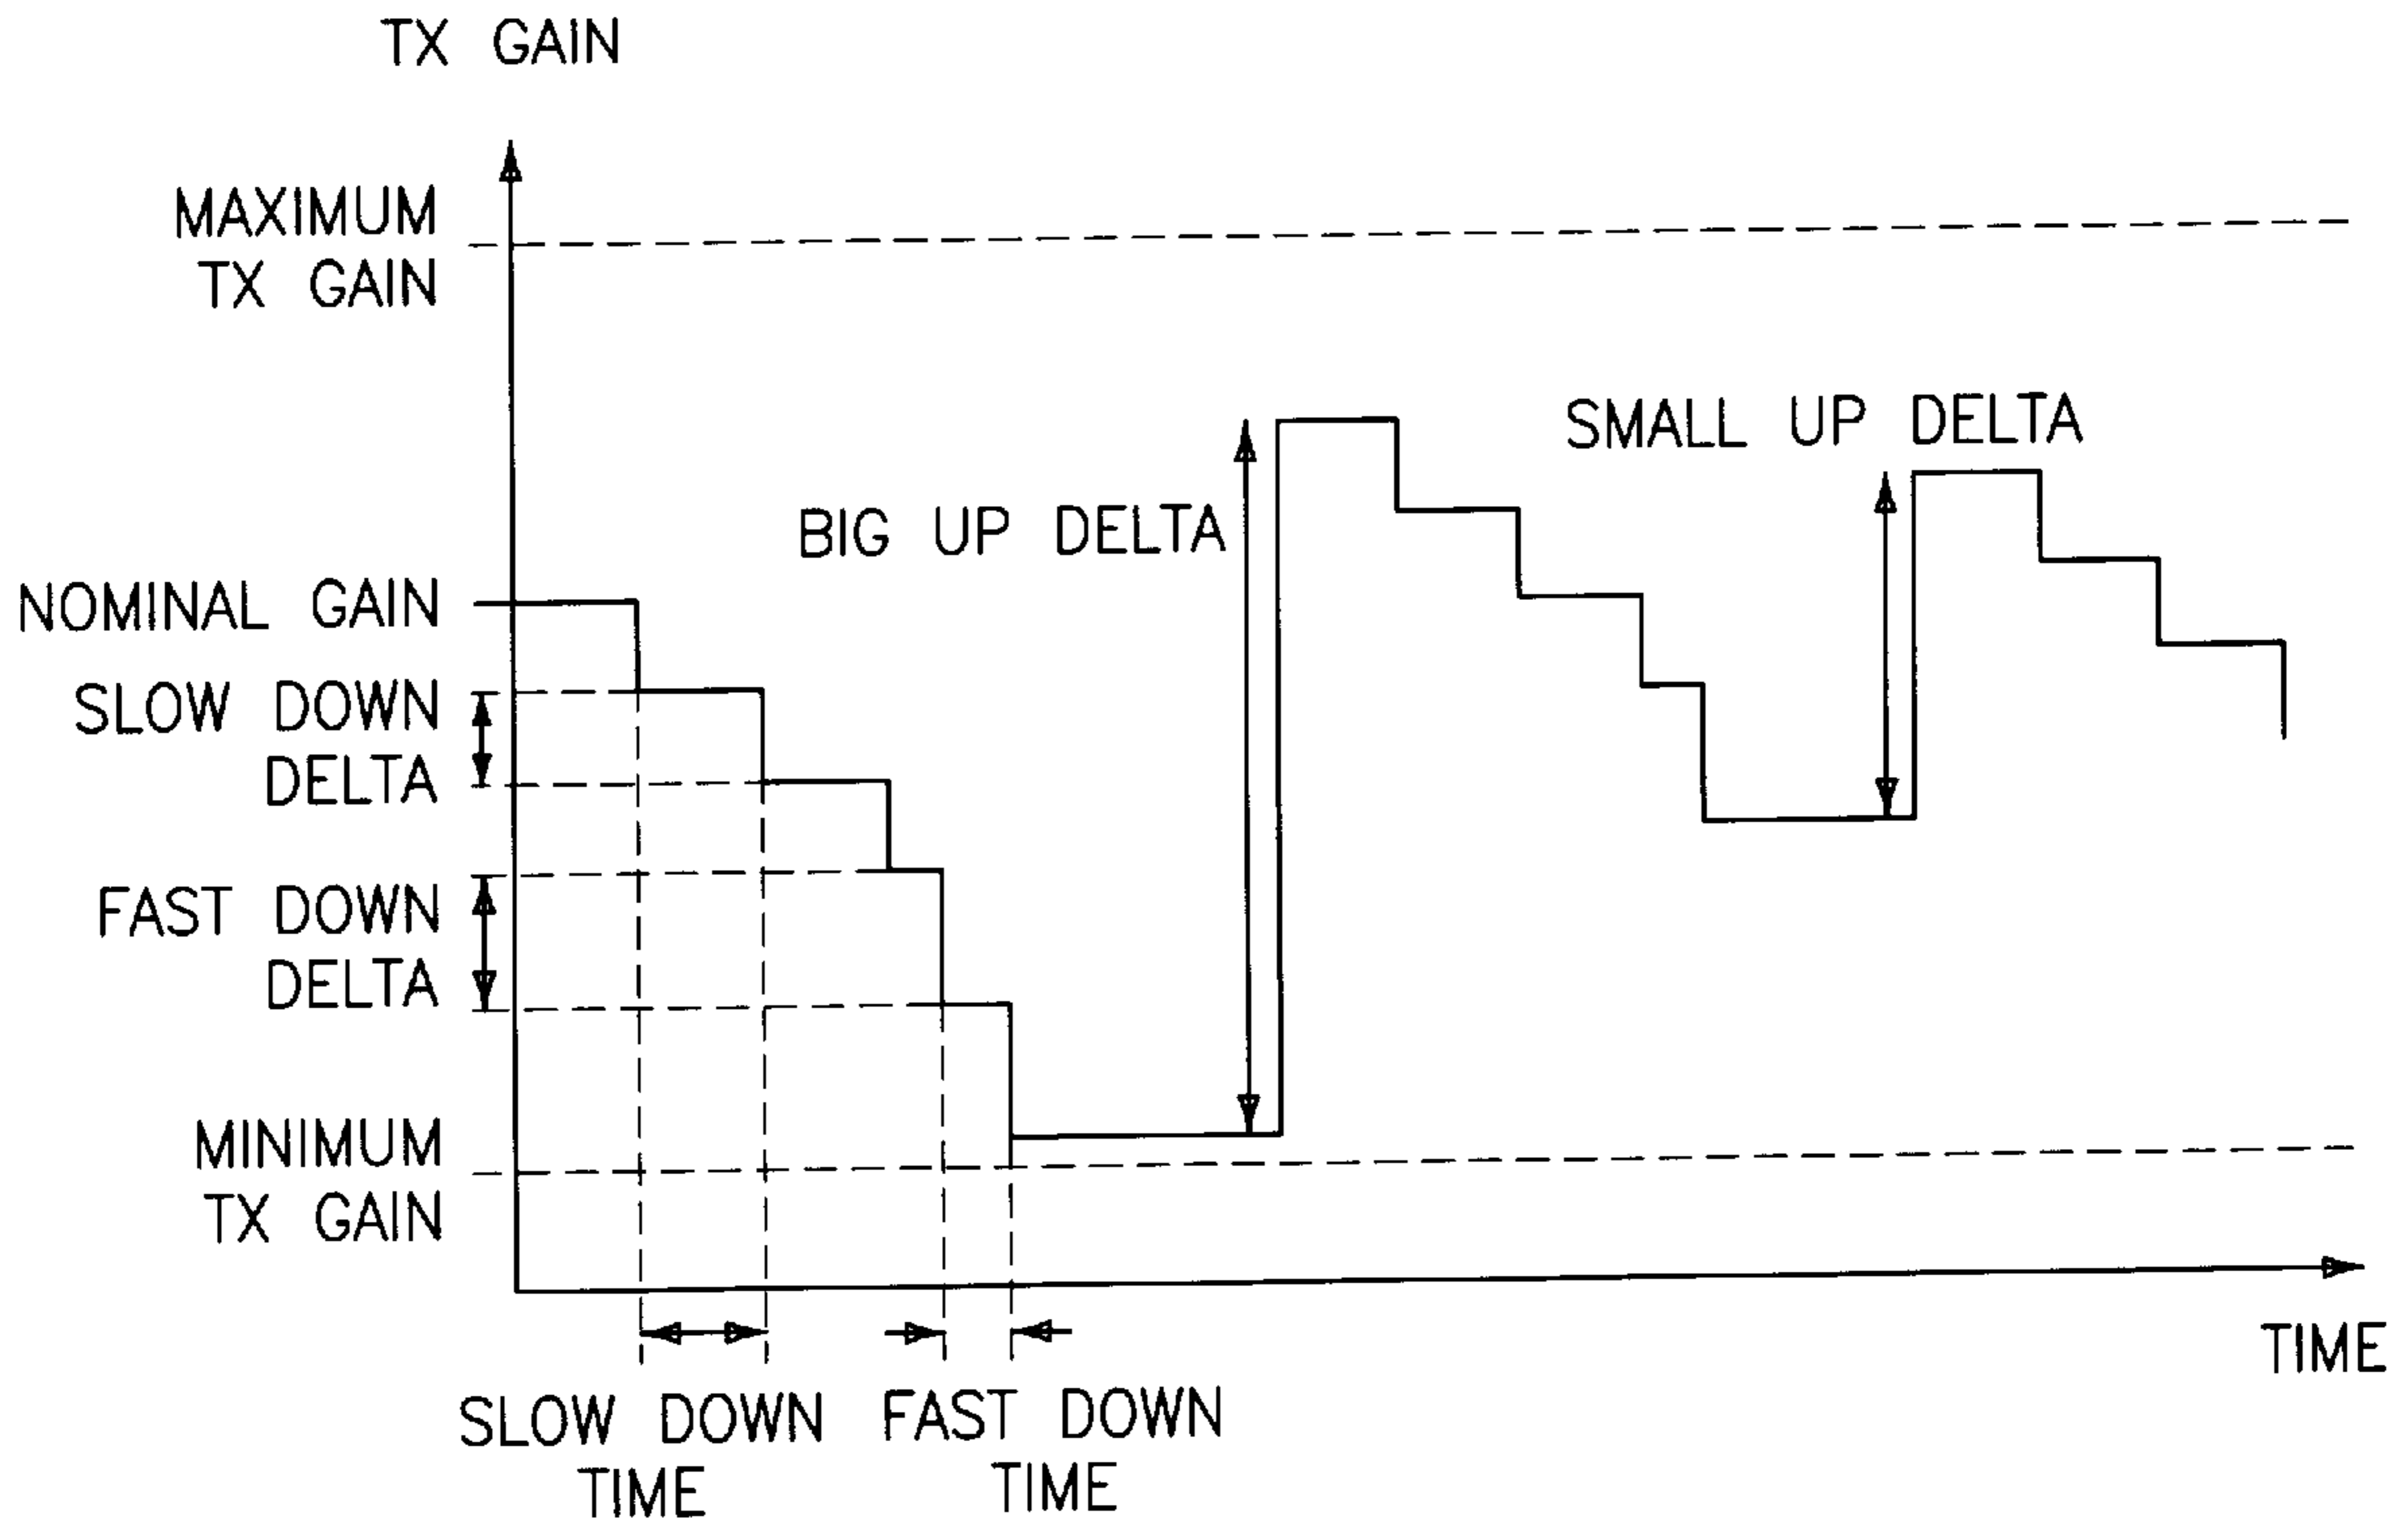 TX GAIN
MAXIMUM
TX GAIN
SMALL UP DELTA
BIG UP DELTA
NOMINAL GAIN
SLOW DOWN
DELTA
FAST DOWN
DELTA
MINIMUM
TX GAIN
TIME
SLOW DOWN
TIME
FAST DOWN
TIME